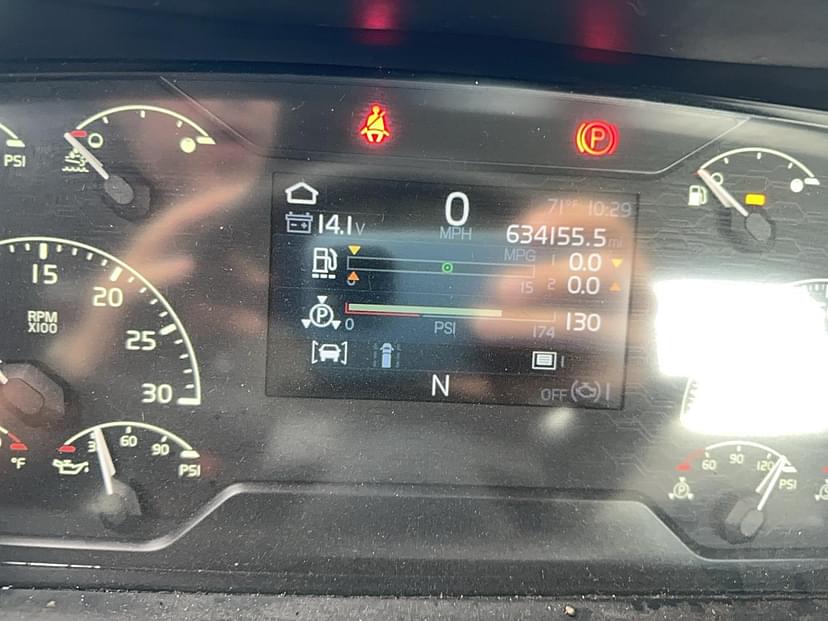 P
PSI
0
MPH
71°F 10:29
14.1V
634155.5mi
MPG 1 0.0
0
15 2 0.0
P
0 PSI 174
130
N
OFF
15
20
25
30
RPM
X100
°F
30 60 90
PSI
60 90 120
PSI
P